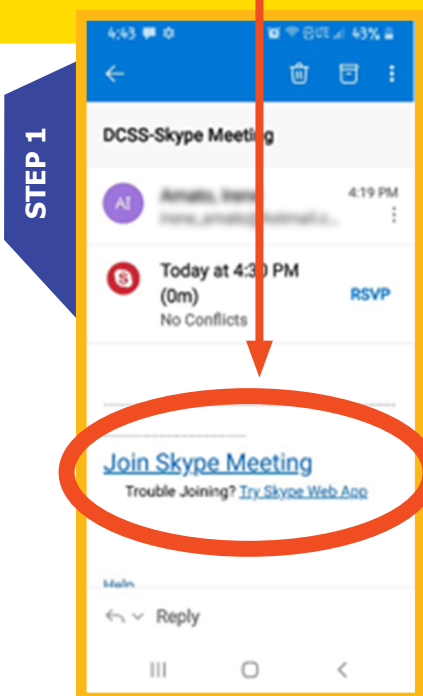 STEP 1
4:43 LTE 43%
DCSS-Skype Meeting
AI
4:19 PM
Today at 4:30 PM
(0m)
RSVP
No Conflicts
Join Skype Meeting
Trouble Joining? Try Skype Web App
Help
Reply